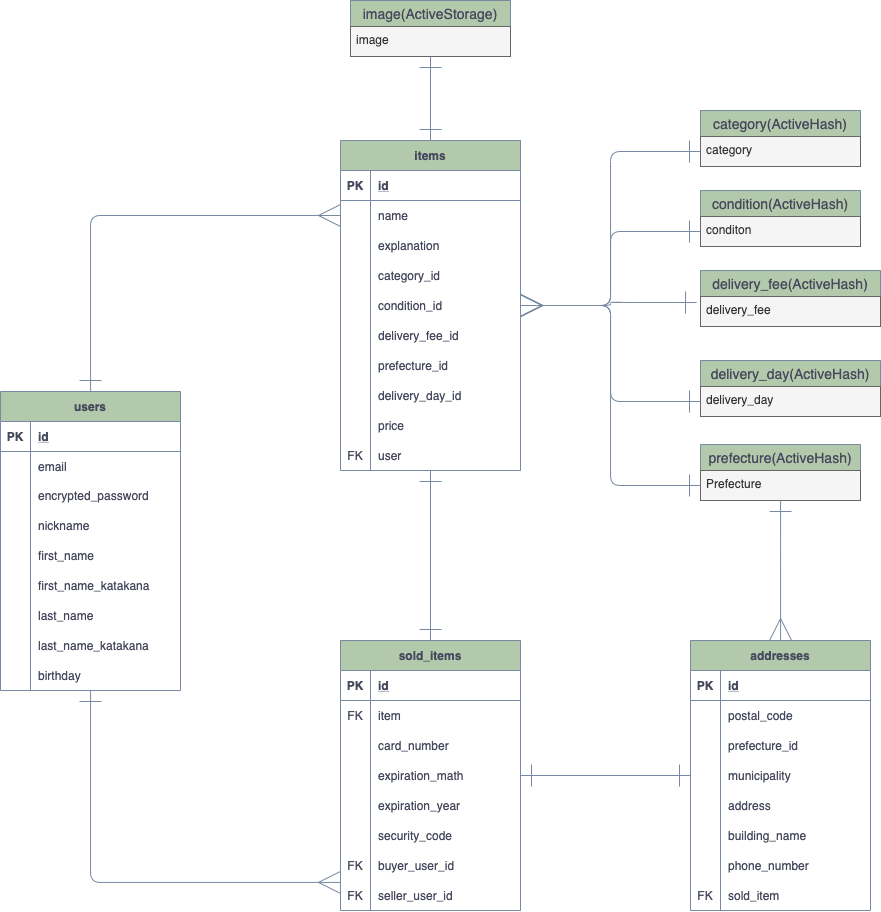 image(ActiveStorage)
image
items
PK id
name
explanation
category_id
condition_id
delivery_fee_id
prefecture_id
delivery_day_id
price
FK user
category(ActiveHash)
category
condition(ActiveHash)
conditon
delivery_fee(ActiveHash)
delivery_fee
delivery_day(ActiveHash)
delivery_day
prefecture(ActiveHash)
Prefecture
users
PK id
email
encrypted_password
nickname
first_name
first_name_katakana
last_name
last_name_katakana
birthday
sold_items
PK id
FK item
card_number
expiration_math
expiration_year
security_code
FK buyer_user_id
FK seller_user_id
addresses
PK id
postal_code
prefecture_id
municipality
address
building_name
phone_number
FK sold_item